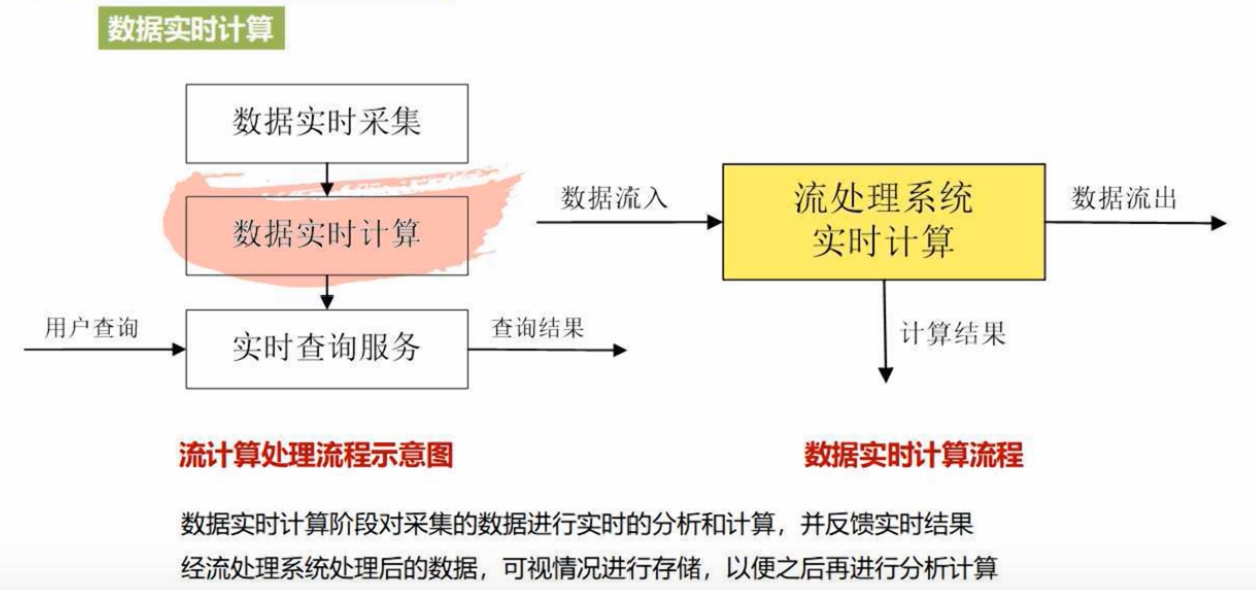 数据实时计算
数据实时采集
数据实时计算
用户查询
实时查询服务
查询结果
流计算处理流程示意图
数据流入
流处理系统
实时计算
数据流出
计算结果
数据实时计算流程
数据实时计算阶段对采集的数据进行实时的分析和计算，并反馈实时结果
经流处理系统处理后的数据，可视情况进行存储，以便之后再进行分析计算